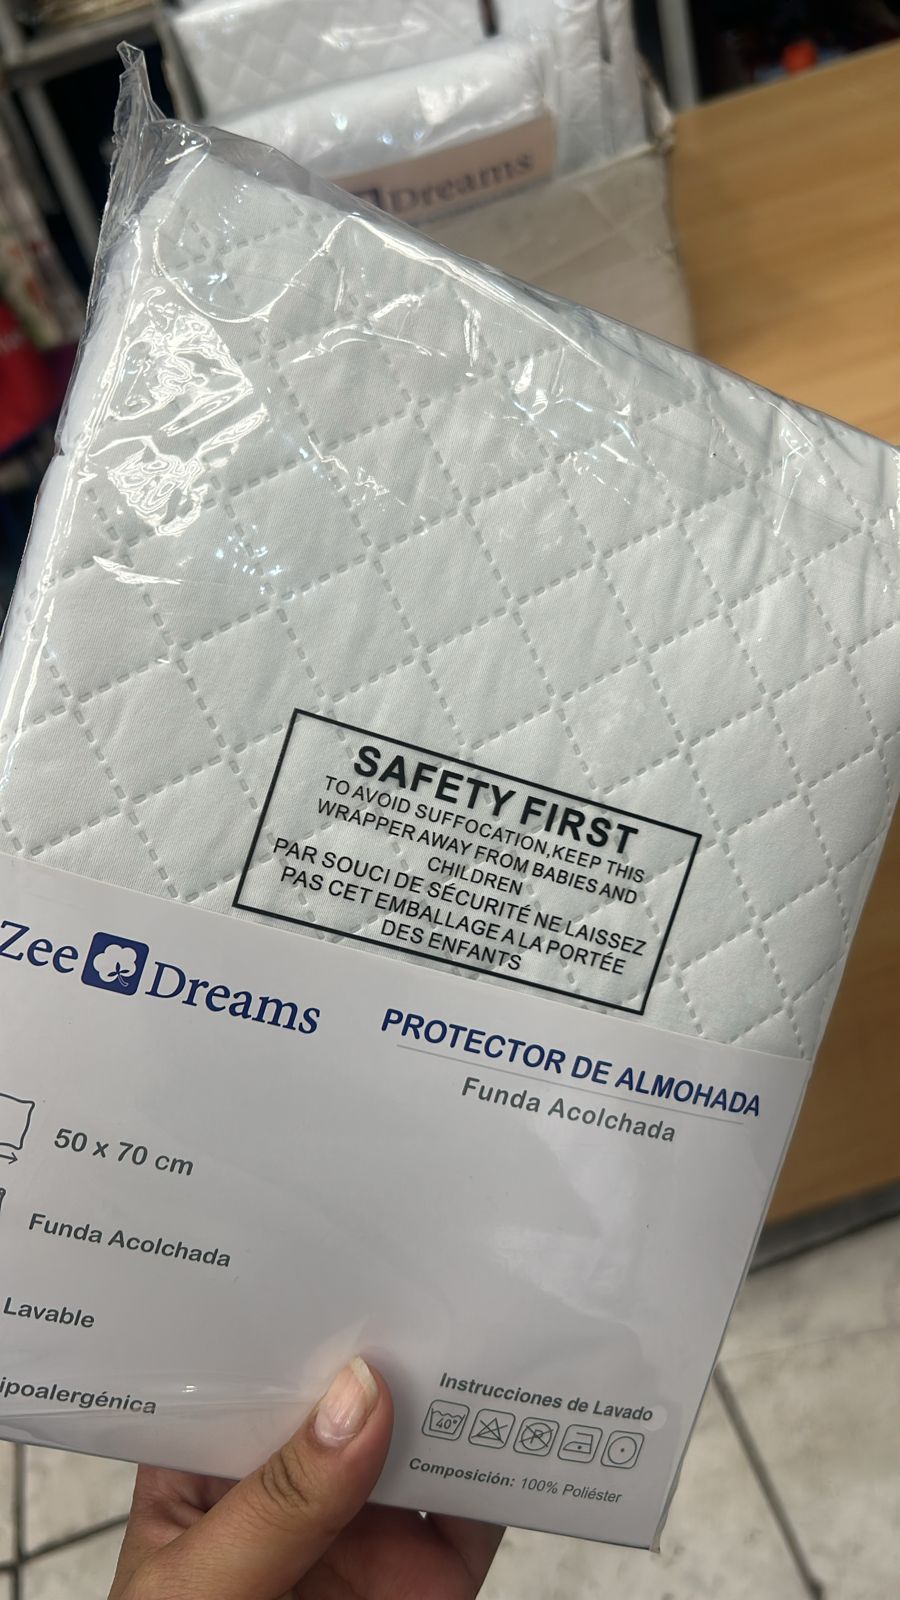 Dreams
SAFETY FIRST
TO AVOID SUFFOCATION,KEEP THIS
WRAPPER AWAY FROM BABIES AND
CHILDREN
PAR SOUCI DE SÉCURITÉ NE LAISSEZ
PAS CET EMBALLAGE A LA PORTÉE
DES ENFANTS
Zee Dreams
PROTECTOR DE ALMOHADA
Funda Acolchada
50 x 70 cm
Funda Acolchada
Lavable
ipoalergénica
Instrucciones de Lavado
40°
P
Composición: 100% Poliéster